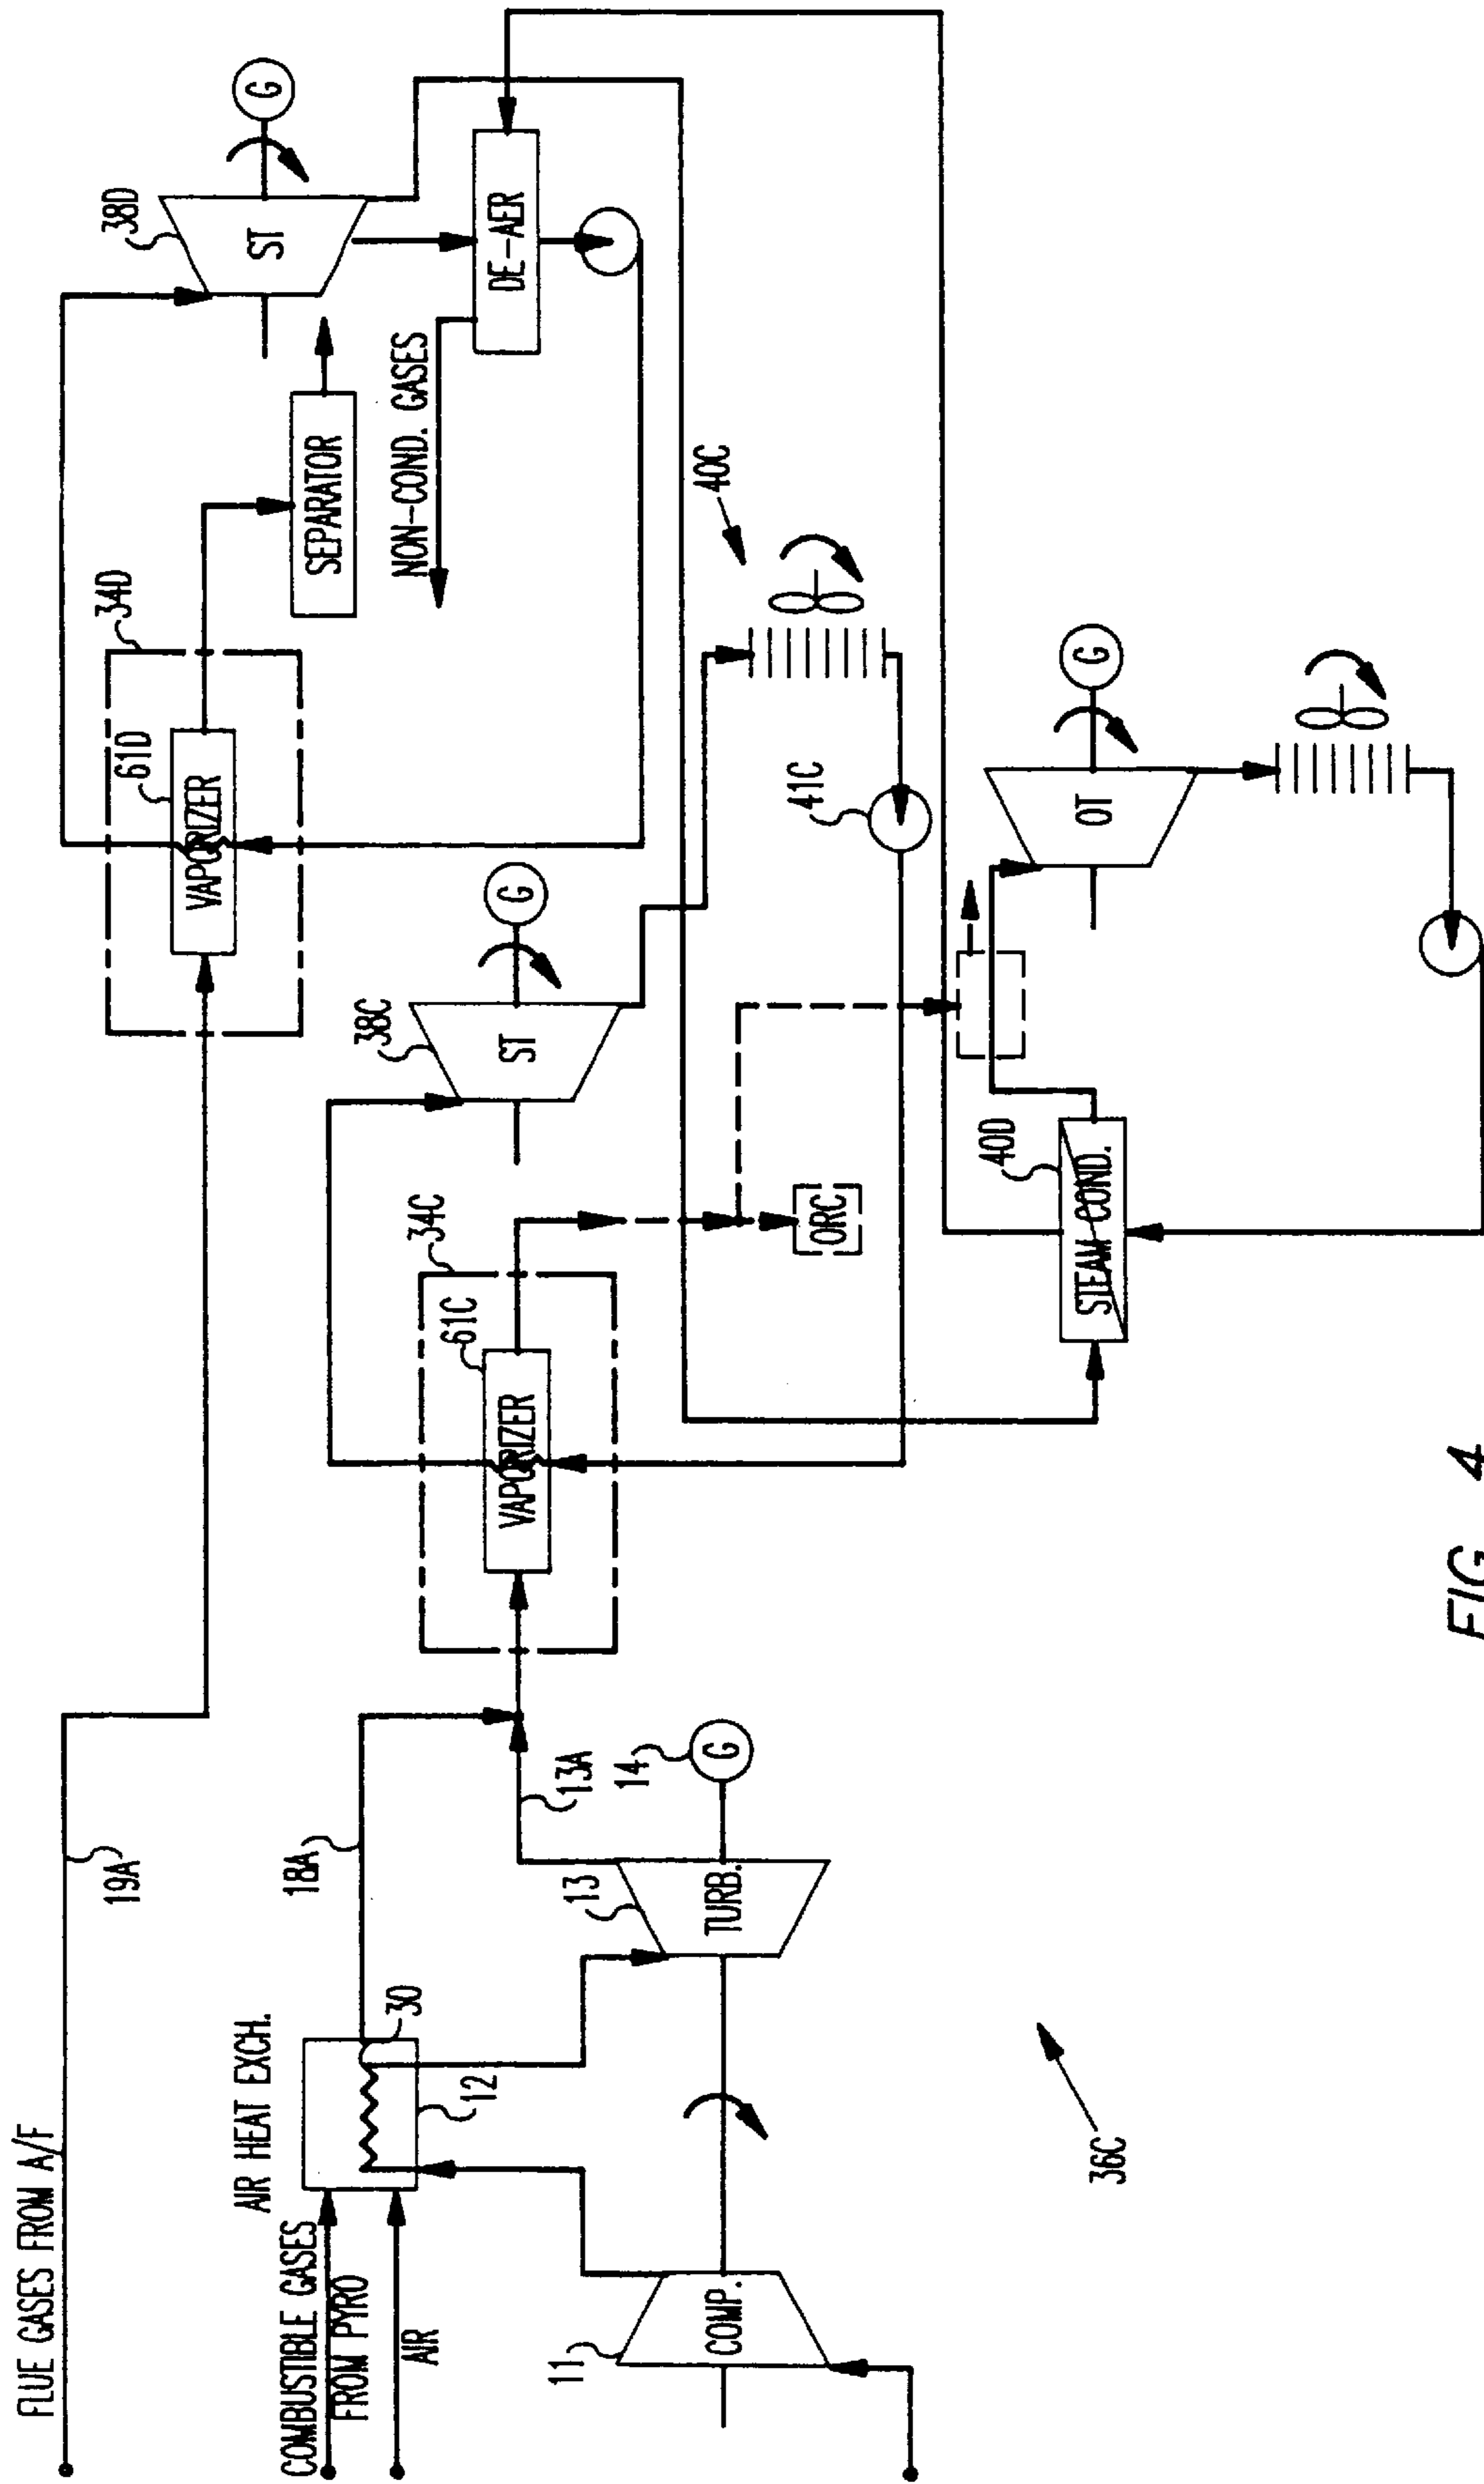 FLUE GASES FROM A/F
19A
COMBUSTIBLE GASES
FROM PYRO
AIR
AIR HEAT EXCH.
30
12
18A
11
COMP.
13
TURB.
13A
14
G
36C
34C
61C
VAPORIZER
38C
ST
G
ORC
34D
61D
VAPORIZER
SEPARATOR
38D
ST
G
NON-COND. GASES
DE-AER
40C
41C
40D
STEAM COND.
OT
G
FIG. 4